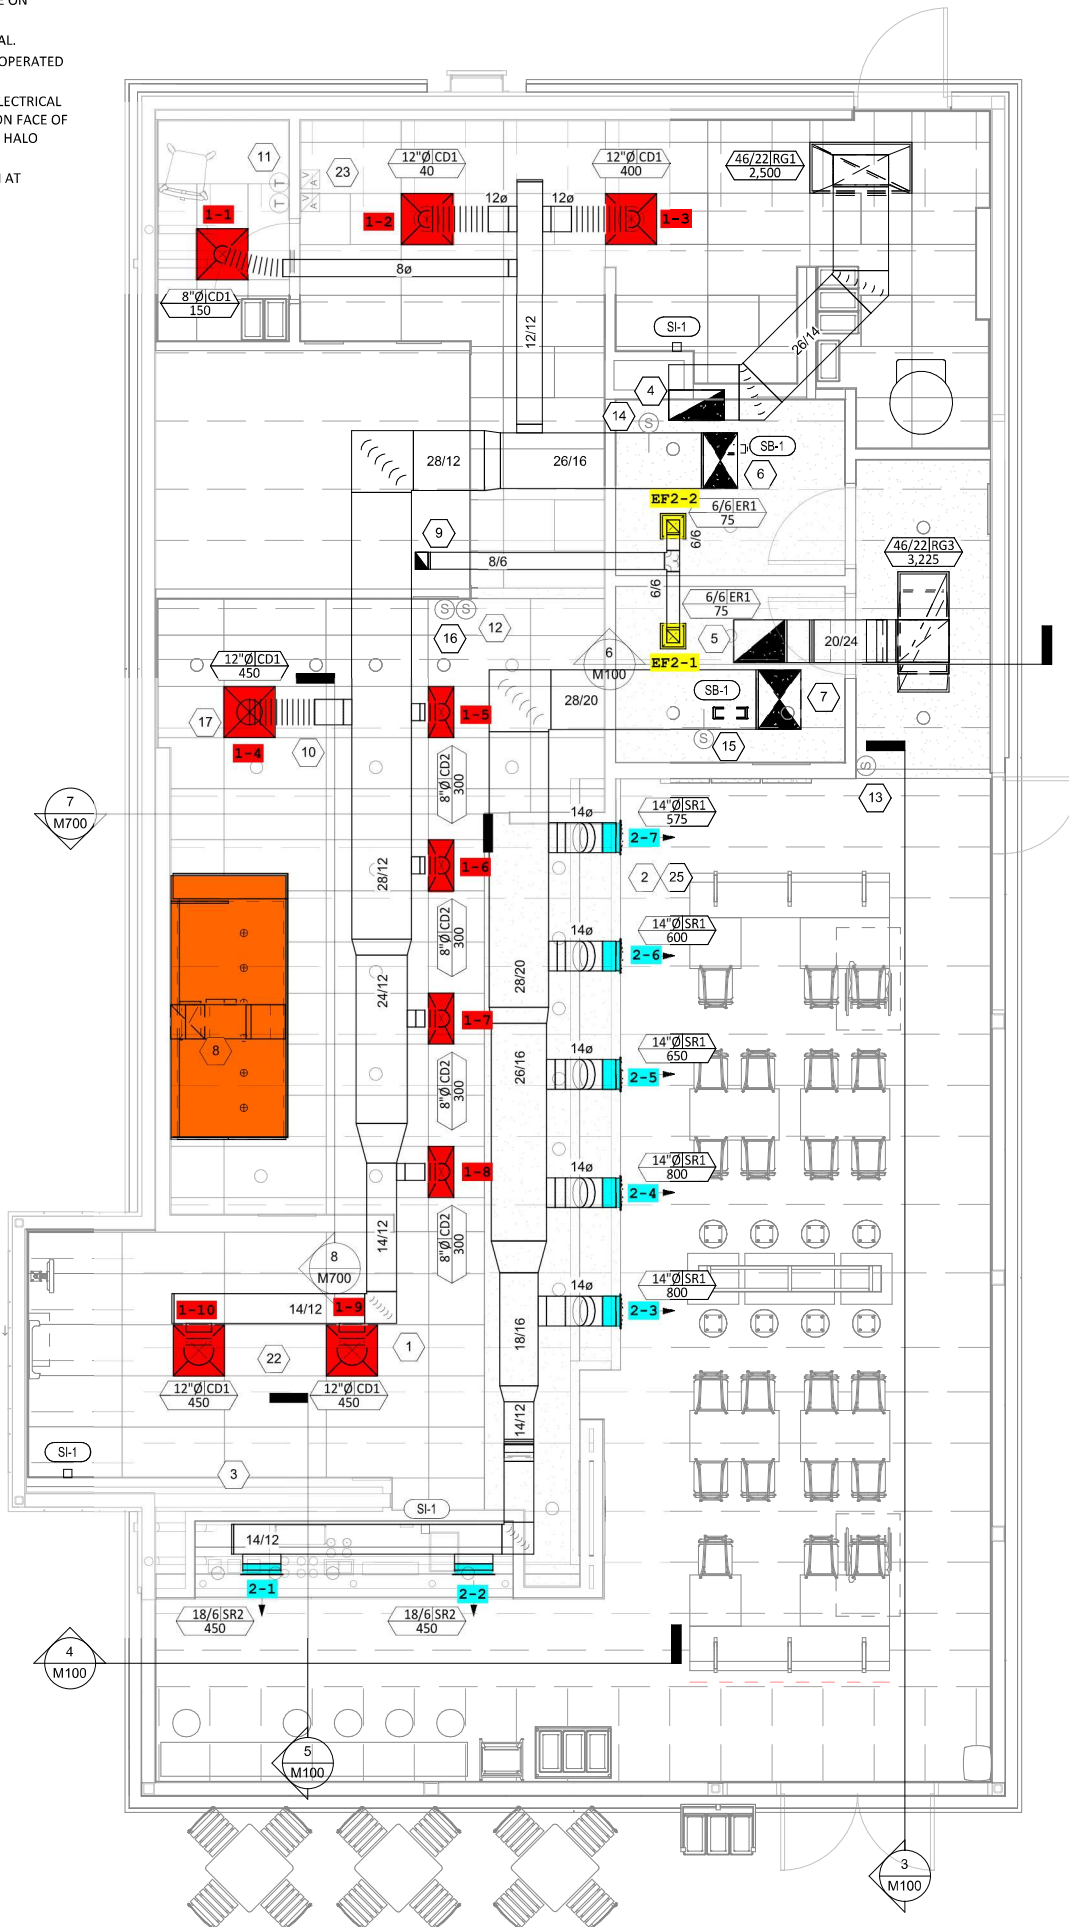 E ON
AL.
OPERATED
LECTRICAL
ON FACE OF
HALO
N AT
11
T
T
23
V
A
V
A
12"Ø CD1
40
12"Ø CD1
400
46/22 RG1
2,500
1-1
1-2
12ø
12ø
1-3
8ø
8"Ø CD1
150
12/12
SI-1
26/14
4
14
S
28/12
26/16
SB-1
6
EF2-2
6/6 ER1
75
6/6
9
8/6
46/22 RG3
3,225
6/6
6/6 ER1
75
S
S
16
12
5
20/24
6
M100
EF2-1
12"Ø CD1
450
28/20
SB-1
7
17
1-4
10
1-5
S
15
8"Ø CD2
300
S
13
7
M700
14ø
2-7
14"Ø SR1
575
28/12
1-6
2
25
8"Ø CD2
300
14ø
2-6
14"Ø SR1
600
24/12
28/20
1-7
8
26/16
14ø
2-5
14"Ø SR1
650
8"Ø CD2
300
1-8
14ø
2-4
14"Ø SR1
800
14/12
8"Ø CD2
300
8
M700
14ø
2-3
14"Ø SR1
800
1-10
14/12
1-9
18/16
22
1
12"Ø CD1
450
12"Ø CD1
450
14/12
SI-1
3
SI-1
14/12
2-1
2-2
18/6 SR2
450
18/6 SR2
450
4
M100
5
M100
3
M100